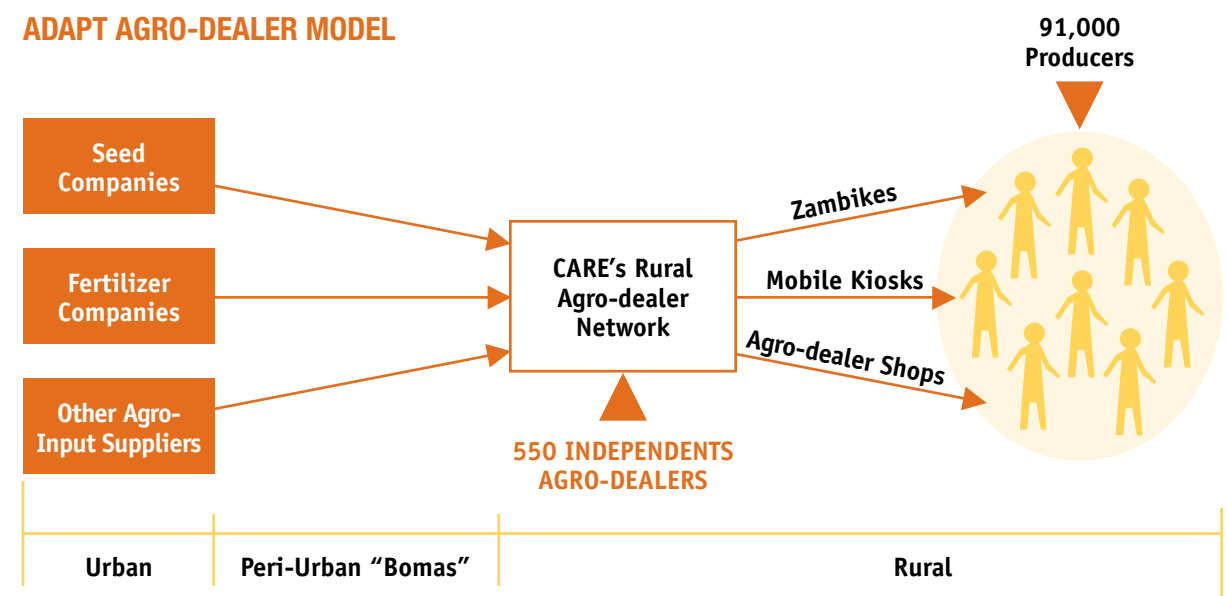 ADAPT AGRO-DEALER MODEL
91,000
Producers
Seed
Companies
Fertilizer
Companies
Other Agro-
Input Suppliers
CARE’s Rural
Agro-dealer
Network
550 INDEPENDENTS
AGRO-DEALERS
Zambikes
Mobile Kiosks
Agro-dealer Shops
Urban
Peri-Urban “Bomas”
Rural